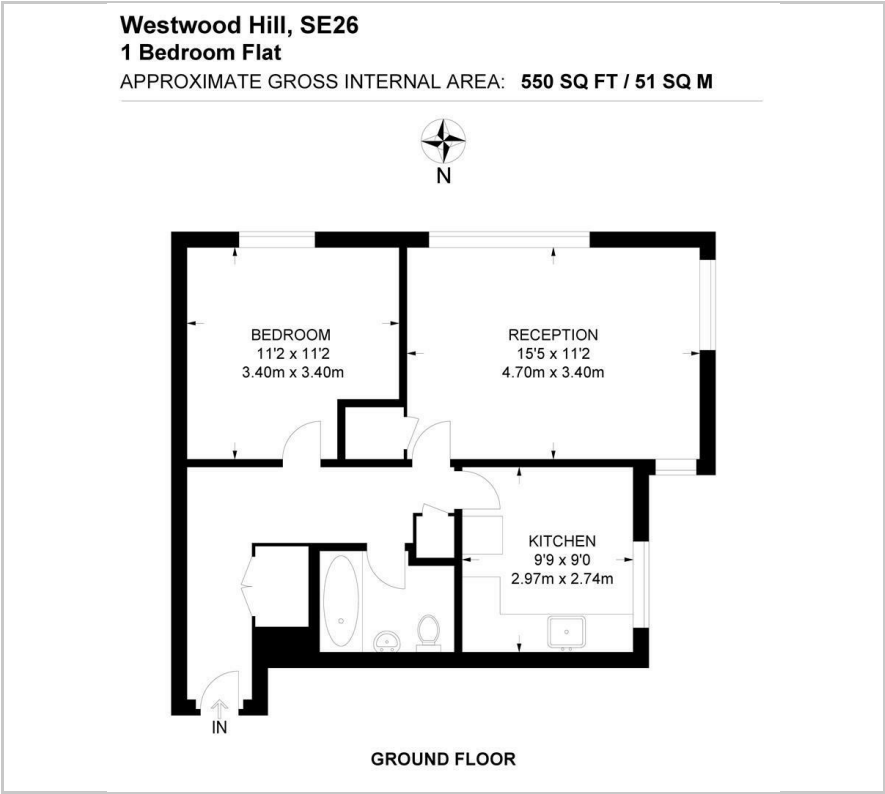 Westwood Hill, SE26
1 Bedroom Flat
APPROXIMATE GROSS INTERNAL AREA: 550 SQ FT / 51 SQ M
N
BEDROOM
11'2 x 11'2
3.40m x 3.40m
RECEPTION
15'5 x 11'2
4.70m x 3.40m
KITCHEN
9'9 x 9'0
2.97m x 2.74m
IN
GROUND FLOOR